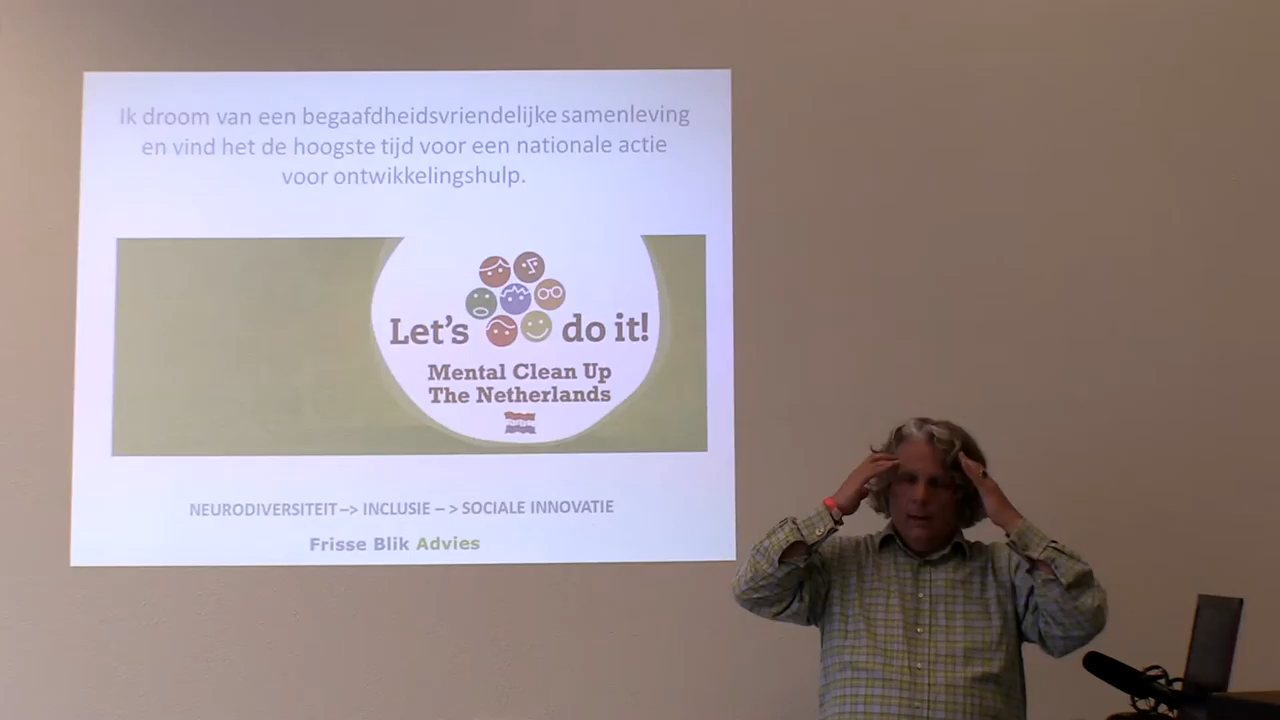 Ik droom van een begaafdheidsvriendelijke samenleving
en vind het de hoogste tijd voor een nationale actie
voor ontwikkelingshulp.
Let's do it!
Mental Clean Up
The Netherlands
NEURODIVERSITEIT –> INCLUSIE – > SOCIALE INNOVATIE
Frisse Blik Advies